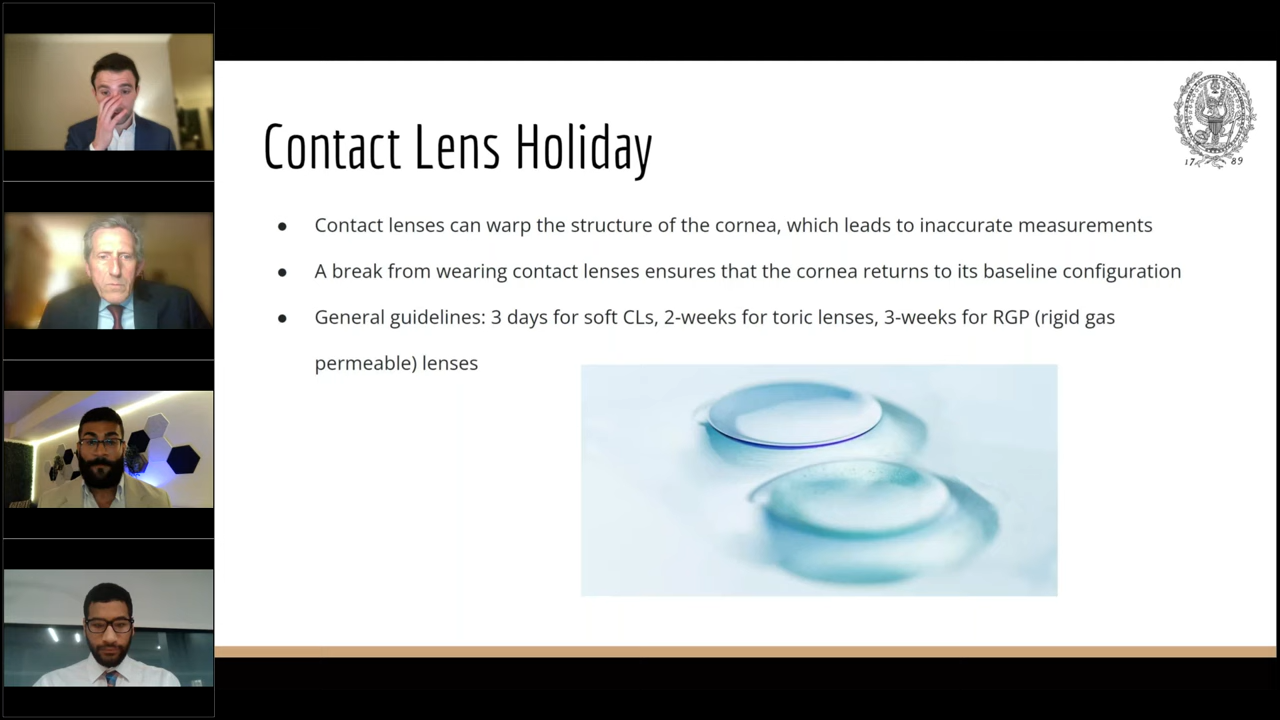 Contact Lens Holiday
17 89
● Contact lenses can warp the structure of the cornea, which leads to inaccurate measurements
● A break from wearing contact lenses ensures that the cornea returns to its baseline configuration
● General guidelines: 3 days for soft CLs, 2-weeks for toric lenses, 3-weeks for RGP (rigid gas
permeable) lenses